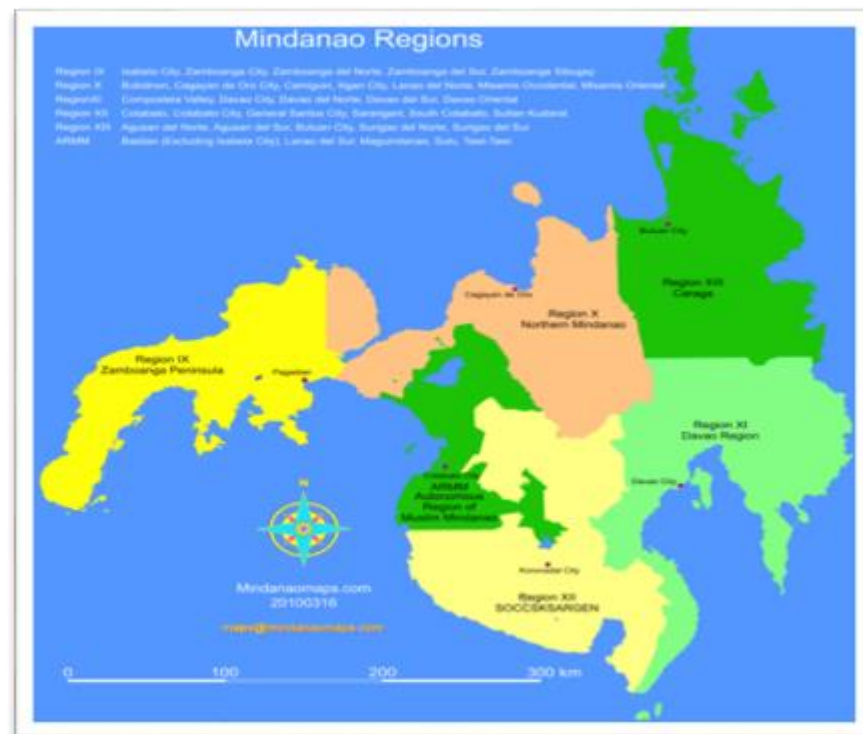 Mindanao Regions
Region IX Isabela City, Zamboanga City, Zamboanga del Norte, Zamboanga del Sur, Zamboanga Sibugay
Region X Bukidnon, Cagayan de Oro City, Camiguin, Iligan City, Lanao del Norte, Misamis Occidental, Misamis Oriental
RegionXI Compostela Valley, Davao City, Davao del Norte, Davao del Sur, Davao Oriental
Region XII Cotabato, Cotabato City, General Santos City, Sarangani, South Cotabato, Sultan Kudarat
Region XIII Agusan del Norte, Agusan del Sur, Butuan City, Surigao del Norte, Surigao del Sur
ARMM Basilan (Excluding Isabela City), Lanao del Sur, Maguindanao, Sulu, Tawi-Tawi
Butuan City
Region XIII
Caraga
Cagayan de Oro
Region X
Northern Mindanao
Region IX
Zamboanga Peninsula
Pagadian
Region XI
Davao Region
Cotabato City
Davao City
ARMM
Autonomous
Region of
Muslim Mindanao
N
Koronadal City
Mindanaomaps.com
20100316
Region XII
SOCCSKSARGEN
maps@mindanaomaps.com
0 100 200 300 km